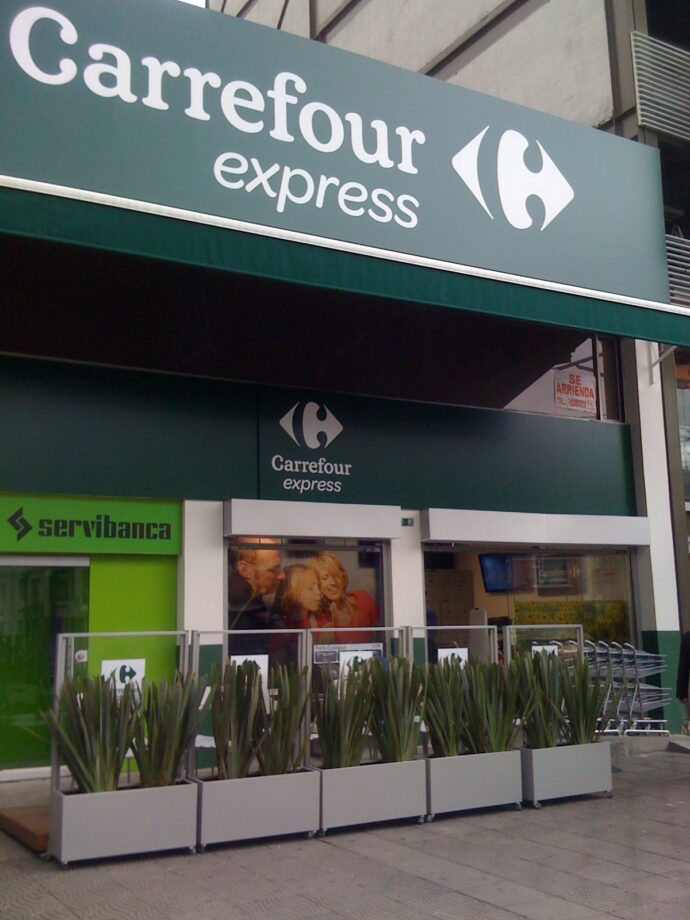 Carrefour
express
SE
ARRIENDA
Carrefour
express
servibanca